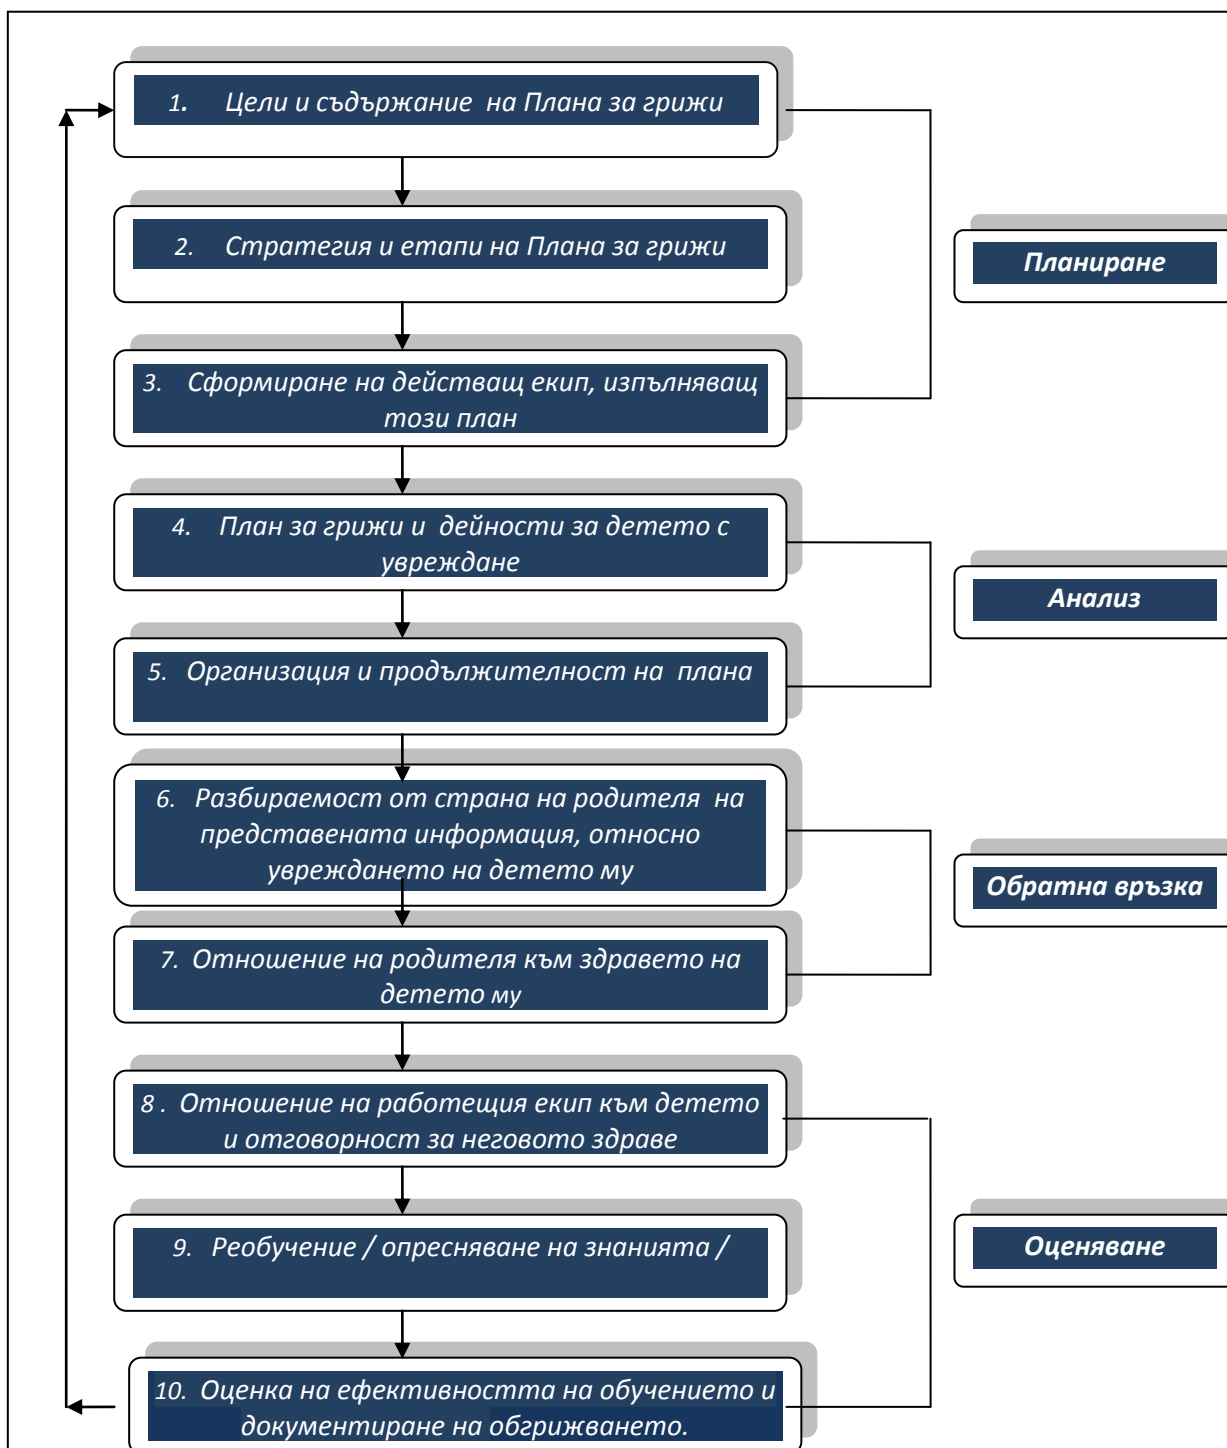 1. Цели и съдържание на Плана за грижи
2. Стратегия и етапи на Плана за грижи
Планиране
3. Сформиране на действащ екип, изпълняващ
този план
4. План за грижи и дейности за детето с
увреждане
Анализ
5. Организация и продължителност на плана
6. Разбираемост от страна на родителя на
представената информация, относно
увреждането на детето му
Обратна връзка
7. Отношение на родителя към здравето на
детето му
8 . Отношение на работещия екип към детето
и отговорност за неговото здраве
9. Реобучение / опресняване на знанията /
Оценяване
10. Оценка на ефективността на обучението и
документиране на обгрижването.